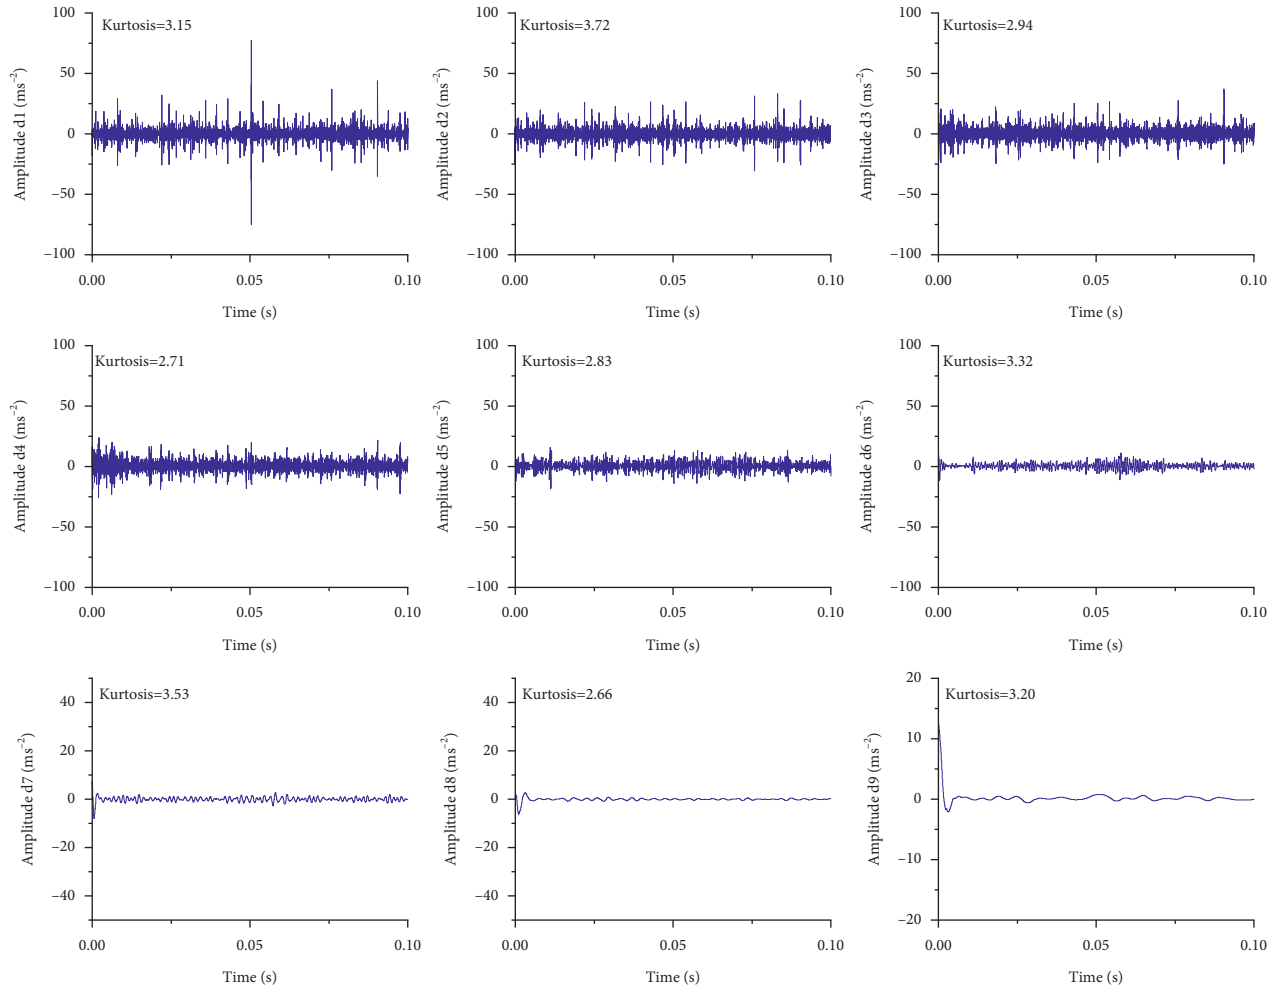 Kurtosis=3.15
100
50
0
−50
−100
Amplitude d1 (ms⁻²)
0.00
0.05
0.10
Time (s)
Kurtosis=3.72
100
50
0
−50
−100
Amplitude d2 (ms⁻²)
0.00
0.05
0.10
Time (s)
Kurtosis=2.94
100
50
0
−50
−100
Amplitude d3 (ms⁻²)
0.00
0.05
0.10
Time (s)
Kurtosis=2.71
100
50
0
−50
−100
Amplitude d4 (ms⁻²)
0.00
0.05
0.10
Time (s)
Kurtosis=2.83
100
50
0
−50
−100
Amplitude d5 (ms⁻²)
0.00
0.05
0.10
Time (s)
Kurtosis=3.32
100
50
0
−50
−100
Amplitude d6 (ms⁻²)
0.00
0.05
0.10
Time (s)
Kurtosis=3.53
40
20
0
−20
−40
Amplitude d7 (ms⁻²)
0.00
0.05
0.10
Time (s)
Kurtosis=2.66
40
20
0
−20
−40
Amplitude d8 (ms⁻²)
0.00
0.05
0.10
Time (s)
Kurtosis=3.20
20
10
0
−10
−20
Amplitude d9 (ms⁻²)
0.00
0.05
0.10
Time (s)